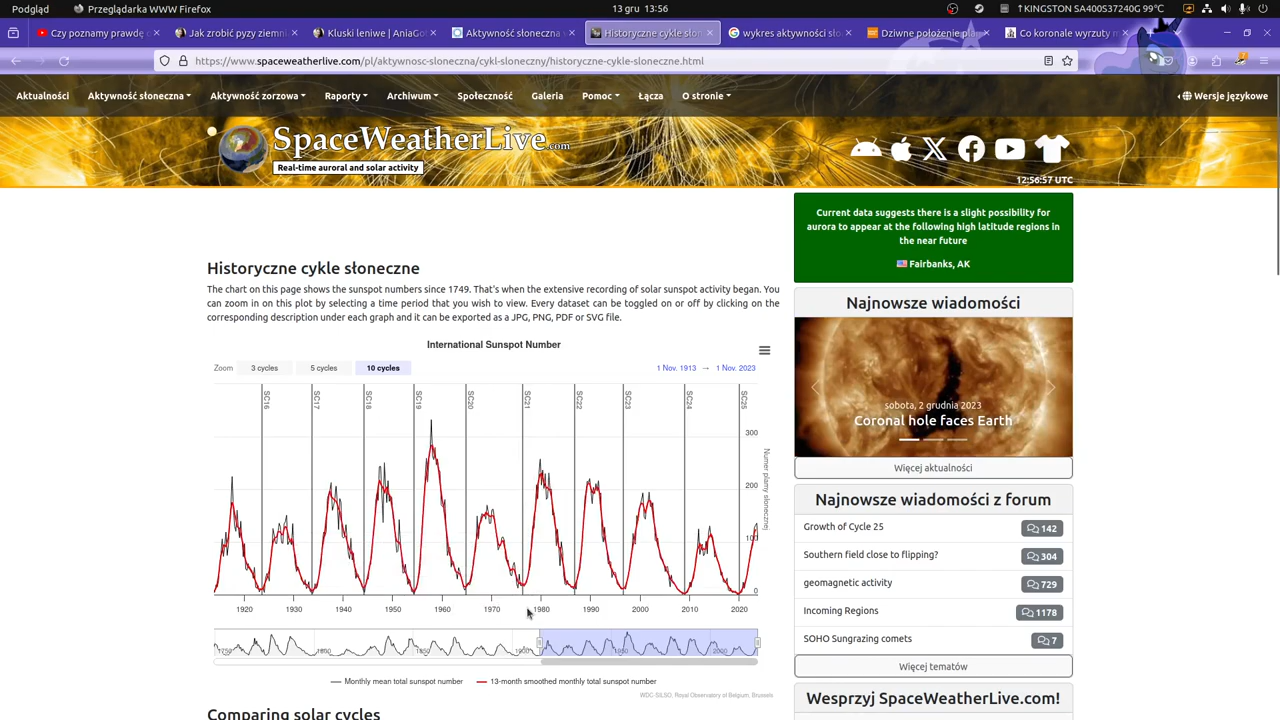 Podgląd
Przeglądarka WWW Firefox
13 gru 13:56
↑KINGSTON SA400S37240G 99°C
Czy poznamy prawdę
Jak zrobić pyzy ziemni
Kluski leniwe | AniaGot
Aktywność słoneczna
Historyczne cykle słon
wykres aktywności sło
Dziwne położenie plan
Co koronale wyrzuty m
https://www.spaceweatherlive.com/pl/aktywnosc-sloneczna/cykl-sloneczny/historyczne-cykle-sloneczne.html
Aktualności
Aktywność słoneczna
Aktywność zorzowa
Raporty
Archiwum
Społeczność
Galeria
Pomoc
Łącza
O stronie
Wersje językowe
SpaceWeatherLive.com
Real-time auroral and solar activity
12:56:57 UTC
Current data suggests there is a slight possibility for
aurora to appear at the following high latitude regions in
the near future
Fairbanks, AK
Historyczne cykle słoneczne
The chart on this page shows the sunspot numbers since 1749. That's when the extensive recording of solar sunspot activity began. You
can zoom in on this plot by selecting a time period that you wish to view. Every dataset can be toggled on or off by clicking on the
corresponding description under each graph and it can be exported as a JPG, PNG, PDF or SVG file.
International Sunspot Number
Zoom
3 cycles
5 cycles
10 cycles
1 Nov. 1913 → 1 Nov. 2023
SC16
SC17
SC18
SC19
SC20
SC21
SC22
SC23
SC24
SC25
300
200
100
0
Numer plamy słonecznej
1920
1930
1940
1950
1960
1970
1980
1990
2000
2010
2020
1750
1800
1850
1900
1950
2000
Monthly mean total sunspot number
13-month smoothed monthly total sunspot number
WDC-SILSO, Royal Observatory of Belgium, Brussels
Comparing solar cycles
Najnowsze wiadomości
sobota, 2 grudnia 2023
Coronal hole faces Earth
Więcej aktualności
Najnowsze wiadomości z forum
Growth of Cycle 25
142
Southern field close to flipping?
304
geomagnetic activity
729
Incoming Regions
1178
SOHO Sungrazing comets
7
Więcej tematów
Wesprzyj SpaceWeatherLive.com!